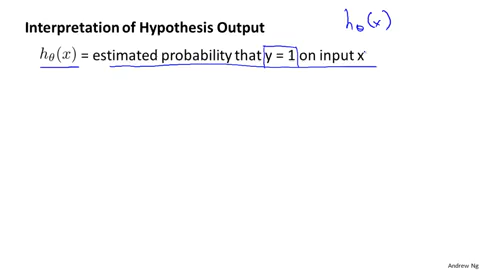 Interpretation of Hypothesis Output
hθ(x)
hθ(x) = estimated probability that y = 1 on input x
Andrew Ng